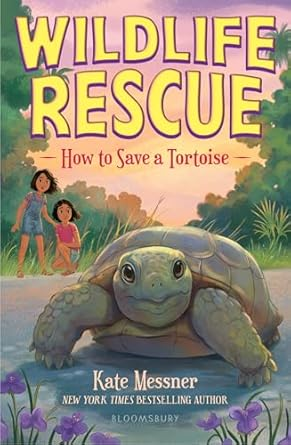 WILDLIFE
RESCUE
How to Save a Tortoise
Kate Messner
NEW YORK TIMES BESTSELLING AUTHOR
BLOOMSBURY